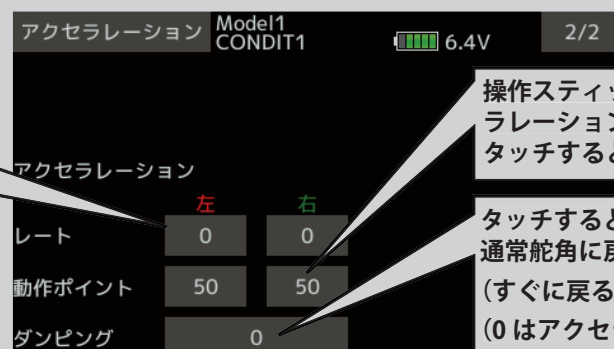 アクセラレーション Model1 CONDIT1 6.4V 2/2
アクセラレーション
左 右
レート 0 0
動作ポイント 50 50
ダンピング 0
操作スティッ
ラレーション
タッチすると
タッチすると
通常舵角に戻
(すぐに戻る
(0 はアクセ